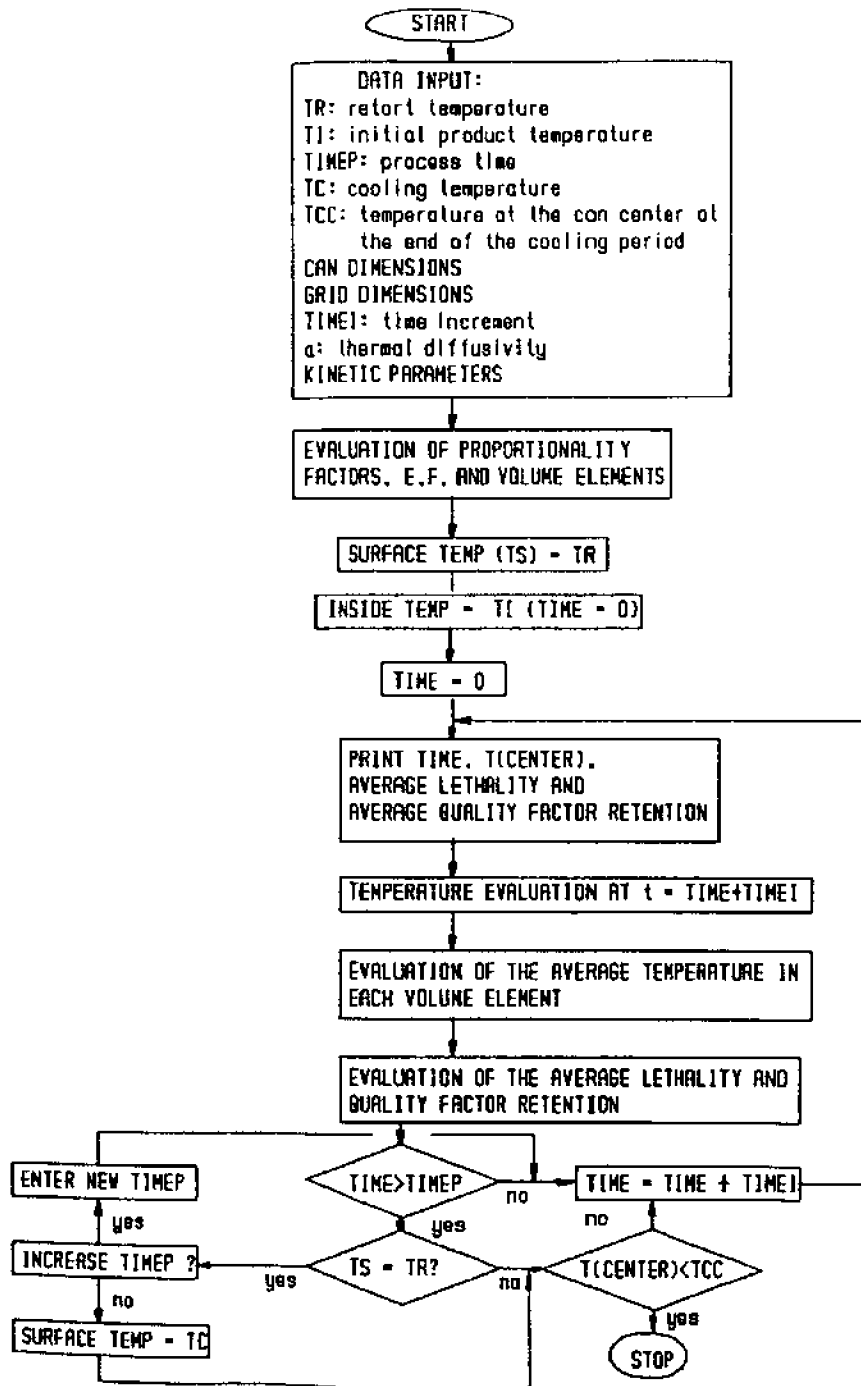 START
DATA INPUT:
TR: retort temperature
TI: initial product temperature
TIMEP: process time
TC: cooling temperature
TCC: temperature at the can center at
the end of the cooling period
CAN DIMENSIONS
GRID DIMENSIONS
TIMEI: time increment
a: thermal diffusivity
KINETIC PARAMETERS
EVALUATION OF PROPORTIONALITY
FACTORS, E.F. AND VOLUME ELEMENTS
SURFACE TEMP (TS) = TR
INSIDE TEMP = TI (TIME = 0)
TIME = 0
PRINT TIME, T(CENTER),
AVERAGE LETHALITY AND
AVERAGE QUALITY FACTOR RETENTION
TEMPERATURE EVALUATION AT t = TIME+TIMEI
EVALUATION OF THE AVERAGE TEMPERATURE IN
EACH VOLUME ELEMENT
EVALUATION OF THE AVERAGE LETHALITY AND
QUALITY FACTOR RETENTION
ENTER NEW TIMEP
TIME>TIMEP
no
TIME = TIME + TIMEI
yes
yes
no
INCREASE TIMEP ?
yes
TS = TR?
no
T(CENTER)<TCC
no
yes
SURFACE TEMP = TC
STOP